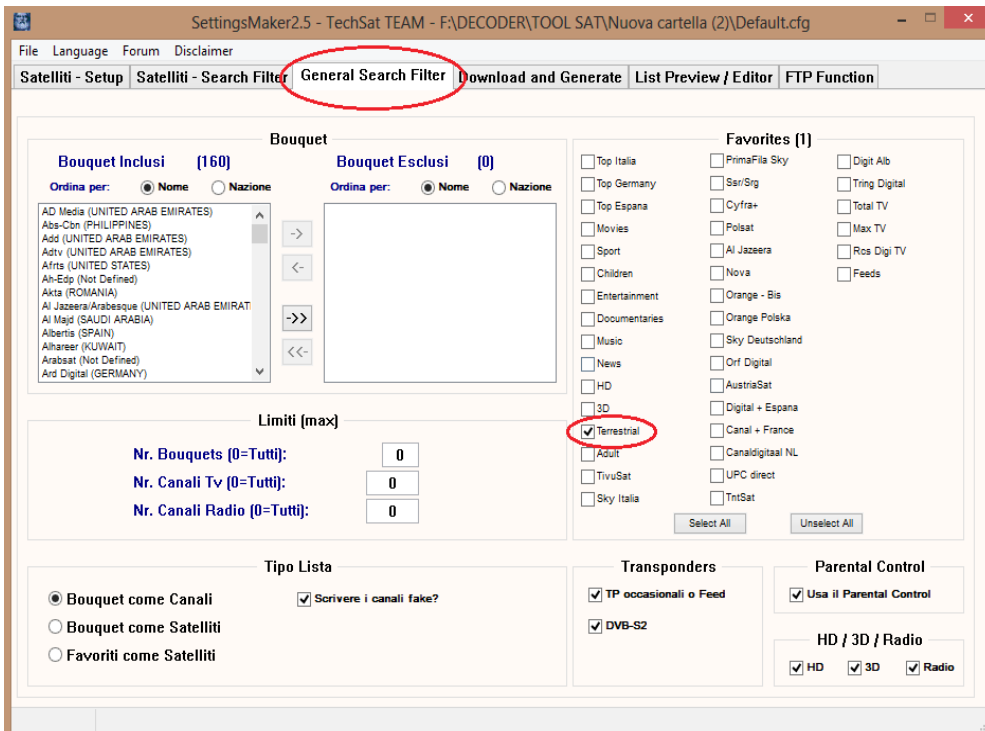 SettingsMaker2.5 - TechSat TEAM - F:\DECODER\TOOL SAT\Nuova cartella (2)\Default.cfg
File Language Forum Disclaimer
Satelliti - Setup Satelliti - Search Filter General Search Filter Download and Generate List Preview / Editor FTP Function
Bouquet
Bouquet Inclusi (160)
Ordina per: Nome Nazione
AD Media (UNITED ARAB EMIRATES)
Abs-Cbn (PHILIPPINES)
Add (UNITED ARAB EMIRATES)
Adtv (UNITED ARAB EMIRATES)
Afrts (UNITED STATES)
Ah-Edp (Not Defined)
Akta (ROMANIA)
Al Jazeera/Arabesque (UNITED ARAB EMIRATI
Al Majd (SAUDI ARABIA)
Albertis (SPAIN)
Alhareer (KUWAIT)
Arabsat (Not Defined)
Ard Digital (GERMANY)
->
<-
->>
<<-
Bouquet Esclusi (0)
Ordina per: Nome Nazione
Favorites (1)
Top Italia
Top Germany
Top Espana
Movies
Sport
Children
Entertainment
Documentaries
Music
News
HD
3D
Terrestrial
Adult
TivuSat
Sky Italia
PrimaFila Sky
Ssr/Srg
Cyfra+
Polsat
Al Jazeera
Nova
Orange - Bis
Orange Polska
Sky Deutschland
Orf Digital
AustriaSat
Digital + Espana
Canal + France
Canaldigitaal NL
UPC direct
TntSat
Digit Alb
Tring Digital
Total TV
Max TV
Rcs Digi TV
Feeds
Select All Unselect All
Limiti (max)
Nr. Bouquets (0=Tutti): 0
Nr. Canali Tv (0=Tutti): 0
Nr. Canali Radio (0=Tutti): 0
Tipo Lista
Bouquet come Canali
Bouquet come Satelliti
Favoriti come Satelliti
Scrivere i canali fake?
Transponders
TP occasionali o Feed
DVB-S2
Parental Control
Usa il Parental Control
HD / 3D / Radio
HD 3D Radio